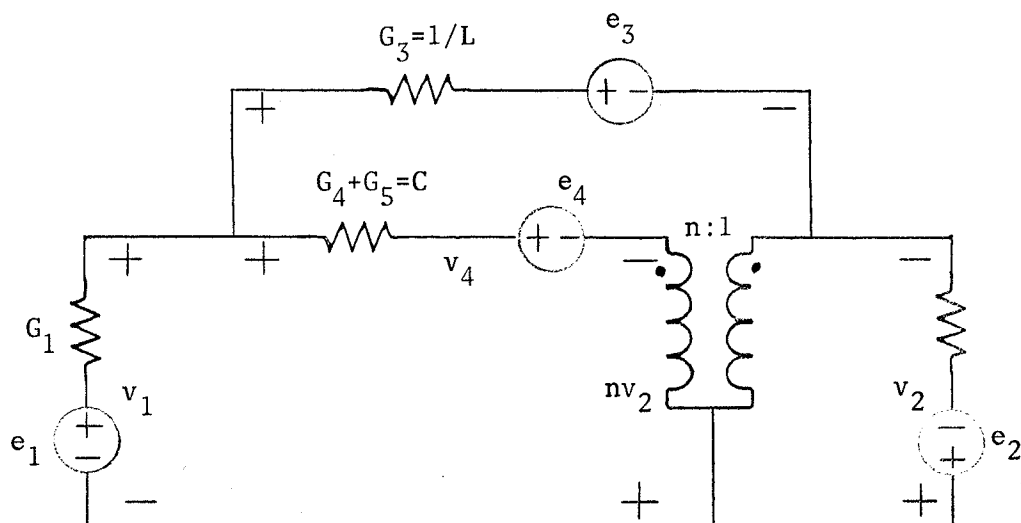 e₃
G₃=1/L
+ + - -
G₄+G₅=C
e₄
+ - n:1
+ + - -
v₄
G₁
v₁ nv₂ v₂
e₁ + - - + e₂
- + +